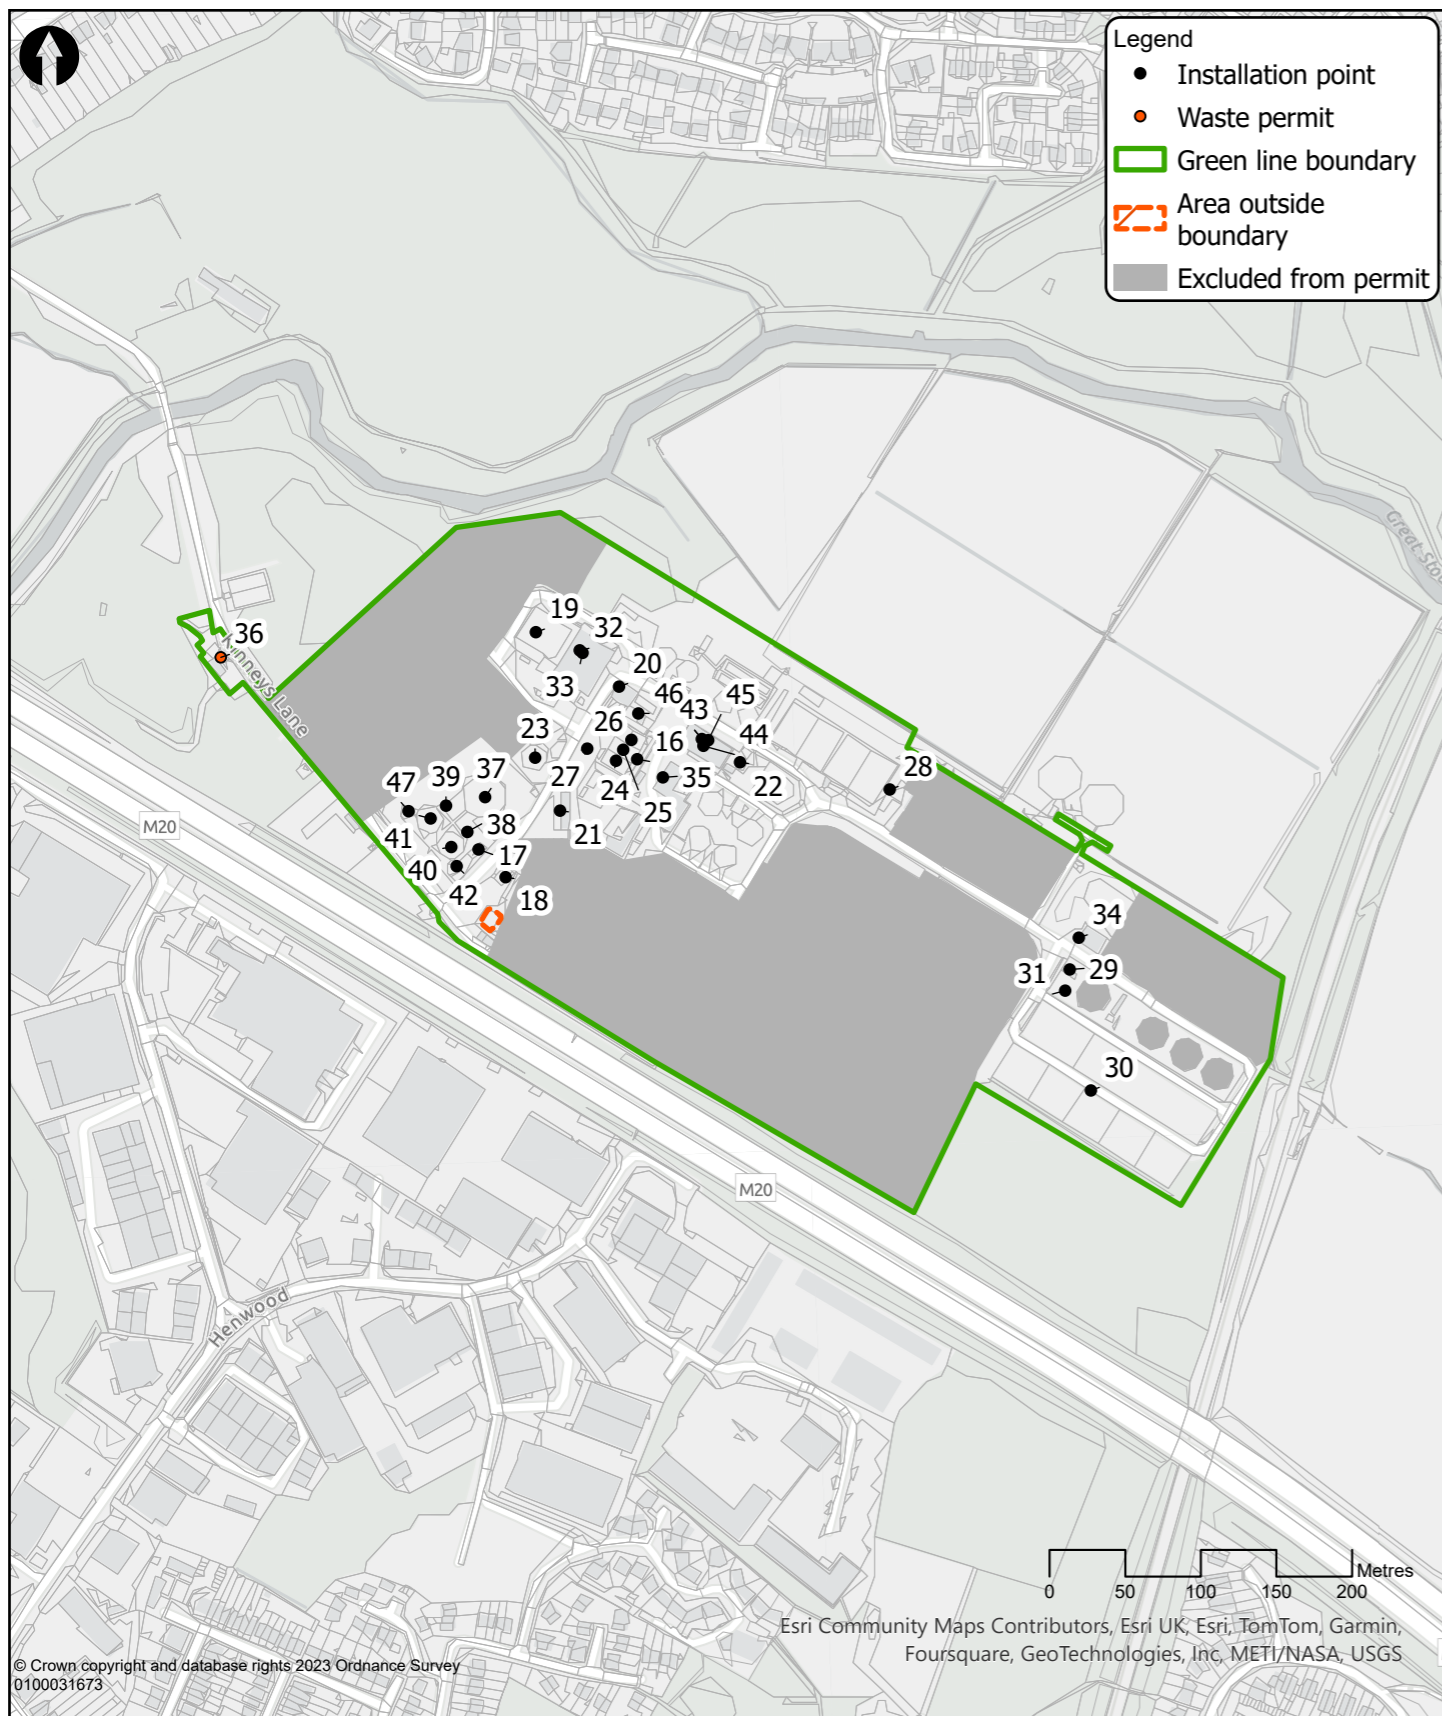 Legend
Installation point
Waste permit
Green line boundary
Area outside
boundary
Excluded from permit
Great Sto
19
32
36
Kinneys Lane
33
20
46
43
45
23
26
16
44
28
47
39
37
27
35
22
24
25
41
38
21
40
17
42
18
34
31
29
30
M20
M20
Henwood
Metres
0 50 100 150 200
Esri Community Maps Contributors, Esri UK, Esri, TomTom, Garmin,
Foursquare, GeoTechnologies, Inc, METI/NASA, USGS
© Crown copyright and database rights 2023 Ordnance Survey
0100031673